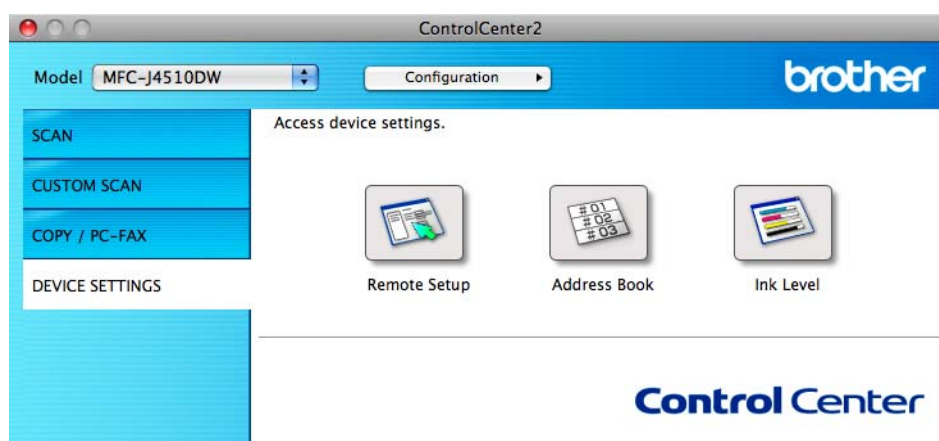 ControlCenter2
Model MFC-J4510DW Configuration brother
SCAN
CUSTOM SCAN
COPY / PC-FAX
DEVICE SETTINGS
Access device settings.
#01
#02
#03
Remote Setup Address Book Ink Level
Control Center